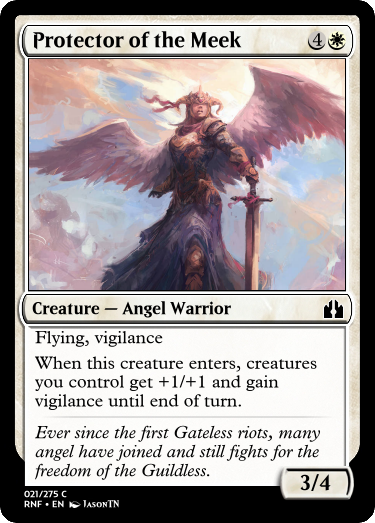 Protector of the Meek 4
Creature — Angel Warrior
Flying, vigilance
When this creature enters, creatures
you control get +1/+1 and gain
vigilance until end of turn.
Ever since the first Gateless riots, many
angel have joined and still fights for the
freedom of the Guildless.
3/4
021/275 C
RNF • EN JASONTN